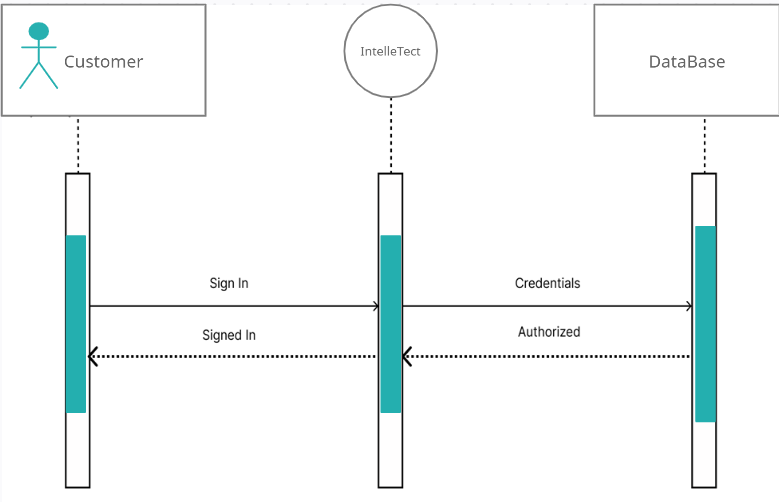 Customer
IntelleTect
DataBase
Sign In
Credentials
Signed In
Authorized